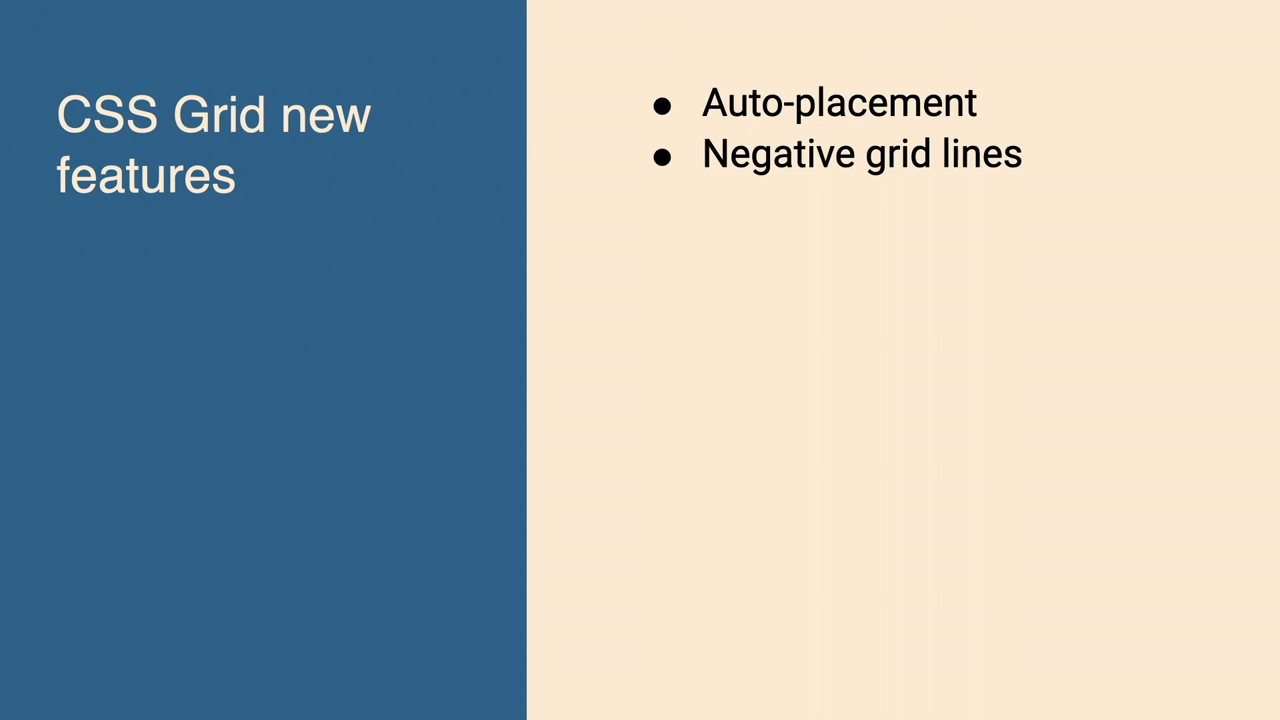 CSS Grid new
features
● Auto-placement
● Negative grid lines